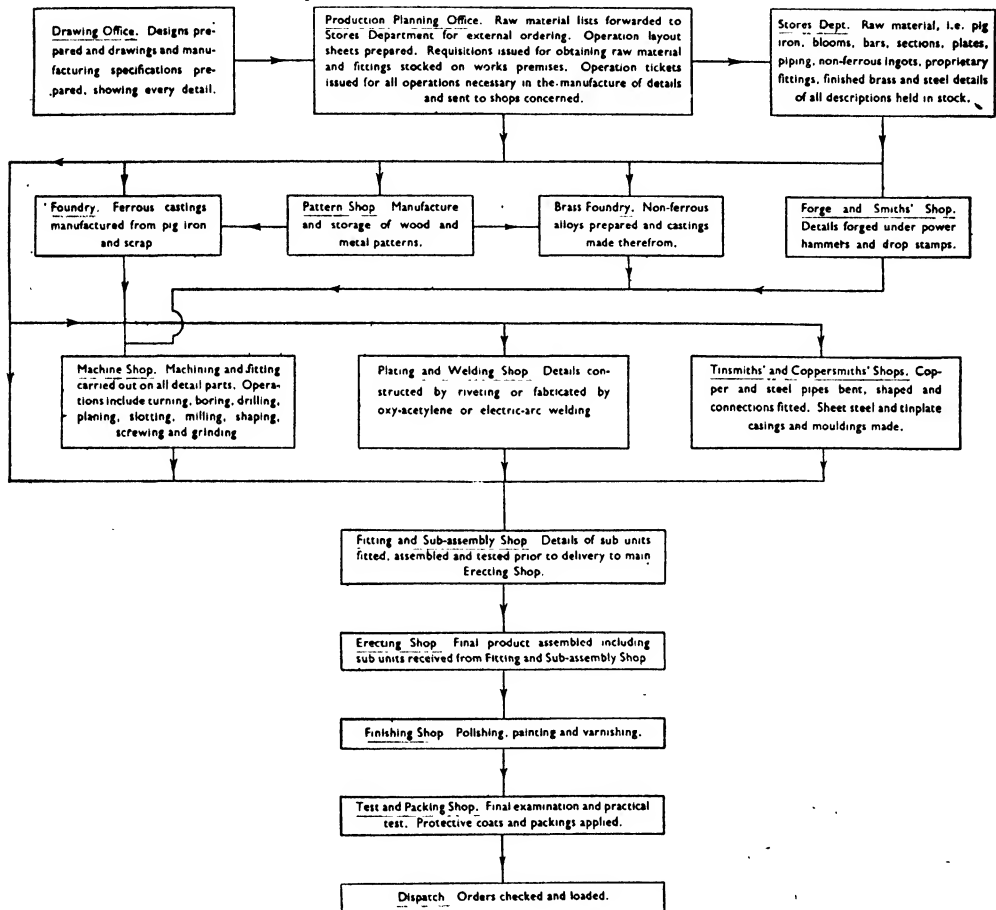 Drawing Office. Designs pre-
pared and drawings and manu-
facturing specifications pre-
pared, showing every detail.
Production Planning Office. Raw material lists forwarded to
Stores Department for external ordering. Operation layout
sheets prepared. Requisitions issued for obtaining raw material
and fittings stocked on works premises. Operation tickets
issued for all operations necessary in the manufacture of details
and sent to shops concerned.
Stores Dept. Raw material, i.e. pig
iron, blooms, bars, sections, plates,
piping, non-ferrous ingots, proprietary
fittings, finished brass and steel details
of all descriptions held in stock.
Foundry. Ferrous castings
manufactured from pig iron
and scrap
Pattern Shop Manufacture
and storage of wood and
metal patterns.
Brass Foundry. Non-ferrous
alloys prepared and castings
made therefrom.
Forge and Smiths' Shop.
Details forged under power
hammers and drop stamps.
Machine Shop. Machining and fitting
carried out on all detail parts. Opera-
tions include turning, boring, drilling,
planing, slotting, milling, shaping,
screwing and grinding
Plating and Welding Shop Details con-
structed by riveting or fabricated by
oxy-acetylene or electric-arc welding
Tinsmiths' and Coppersmiths' Shops. Cop-
per and steel pipes bent, shaped and
connections fitted. Sheet steel and tinplate
casings and mouldings made.
Fitting and Sub-assembly Shop Details of sub units
fitted, assembled and tested prior to delivery to main
Erecting Shop.
Erecting Shop Final product assembled including
sub units received from Fitting and Sub-assembly Shop
Finishing Shop Polishing, painting and varnishing.
Test and Packing Shop. Final examination and practical
test. Protective coats and packings applied.
Dispatch Orders checked and loaded.